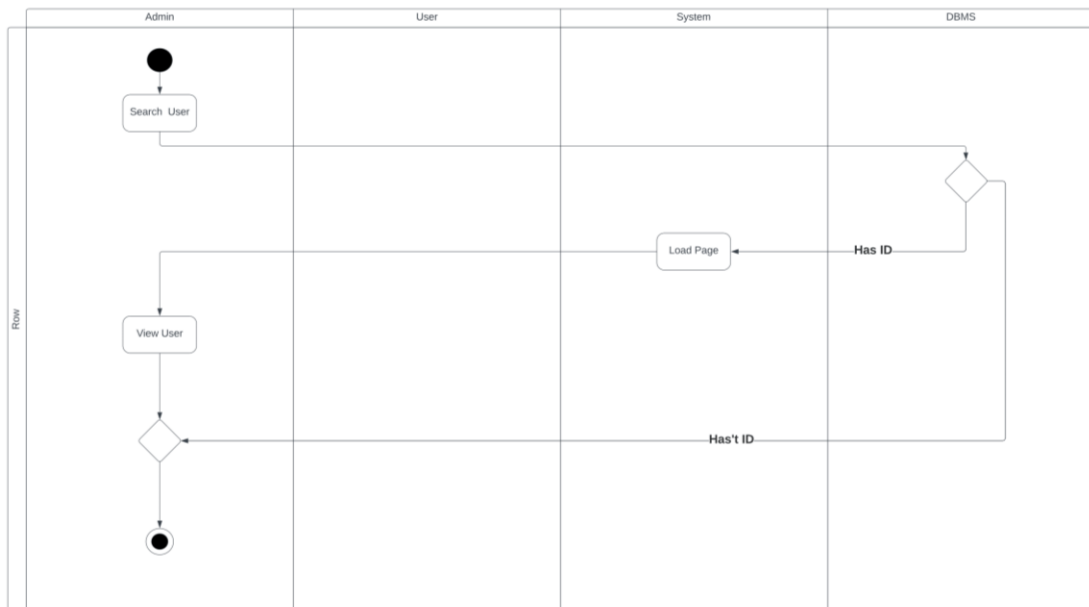 Admin
User
System
DBMS
Row
Search User
Has ID
Load Page
View User
Has't ID